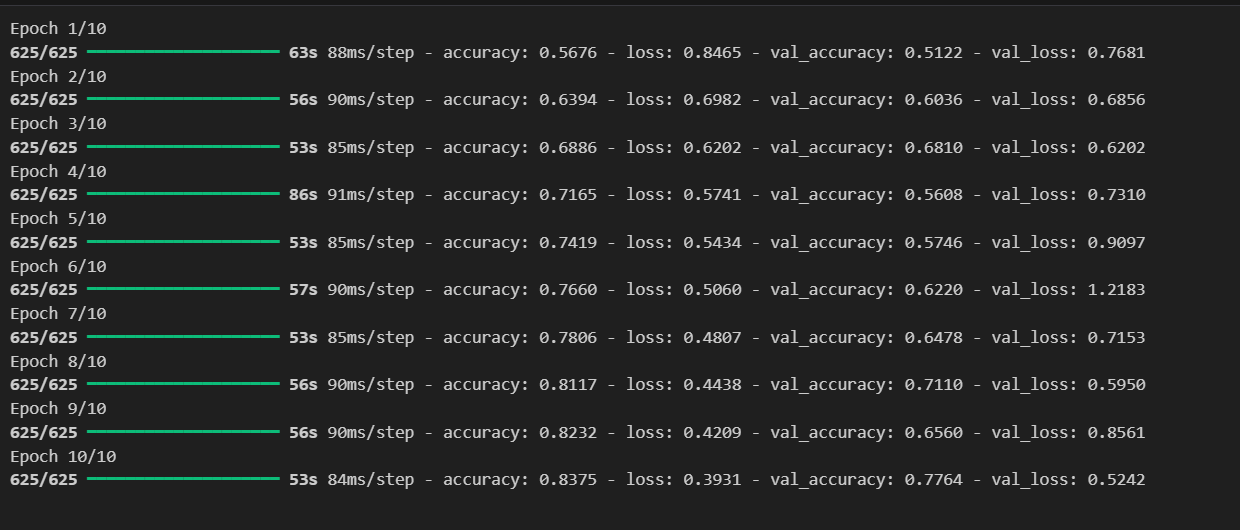 Epoch 1/10
625/625 ━━━━━━━━━━━━━━━━━━━━ 63s 88ms/step - accuracy: 0.5676 - loss: 0.8465 - val_accuracy: 0.5122 - val_loss: 0.7681
Epoch 2/10
625/625 ━━━━━━━━━━━━━━━━━━━━ 56s 90ms/step - accuracy: 0.6394 - loss: 0.6982 - val_accuracy: 0.6036 - val_loss: 0.6856
Epoch 3/10
625/625 ━━━━━━━━━━━━━━━━━━━━ 53s 85ms/step - accuracy: 0.6886 - loss: 0.6202 - val_accuracy: 0.6810 - val_loss: 0.6202
Epoch 4/10
625/625 ━━━━━━━━━━━━━━━━━━━━ 86s 91ms/step - accuracy: 0.7165 - loss: 0.5741 - val_accuracy: 0.5608 - val_loss: 0.7310
Epoch 5/10
625/625 ━━━━━━━━━━━━━━━━━━━━ 53s 85ms/step - accuracy: 0.7419 - loss: 0.5434 - val_accuracy: 0.5746 - val_loss: 0.9097
Epoch 6/10
625/625 ━━━━━━━━━━━━━━━━━━━━ 57s 90ms/step - accuracy: 0.7660 - loss: 0.5060 - val_accuracy: 0.6220 - val_loss: 1.2183
Epoch 7/10
625/625 ━━━━━━━━━━━━━━━━━━━━ 53s 85ms/step - accuracy: 0.7806 - loss: 0.4807 - val_accuracy: 0.6478 - val_loss: 0.7153
Epoch 8/10
625/625 ━━━━━━━━━━━━━━━━━━━━ 56s 90ms/step - accuracy: 0.8117 - loss: 0.4438 - val_accuracy: 0.7110 - val_loss: 0.5950
Epoch 9/10
625/625 ━━━━━━━━━━━━━━━━━━━━ 56s 90ms/step - accuracy: 0.8232 - loss: 0.4209 - val_accuracy: 0.6560 - val_loss: 0.8561
Epoch 10/10
625/625 ━━━━━━━━━━━━━━━━━━━━ 53s 84ms/step - accuracy: 0.8375 - loss: 0.3931 - val_accuracy: 0.7764 - val_loss: 0.5242